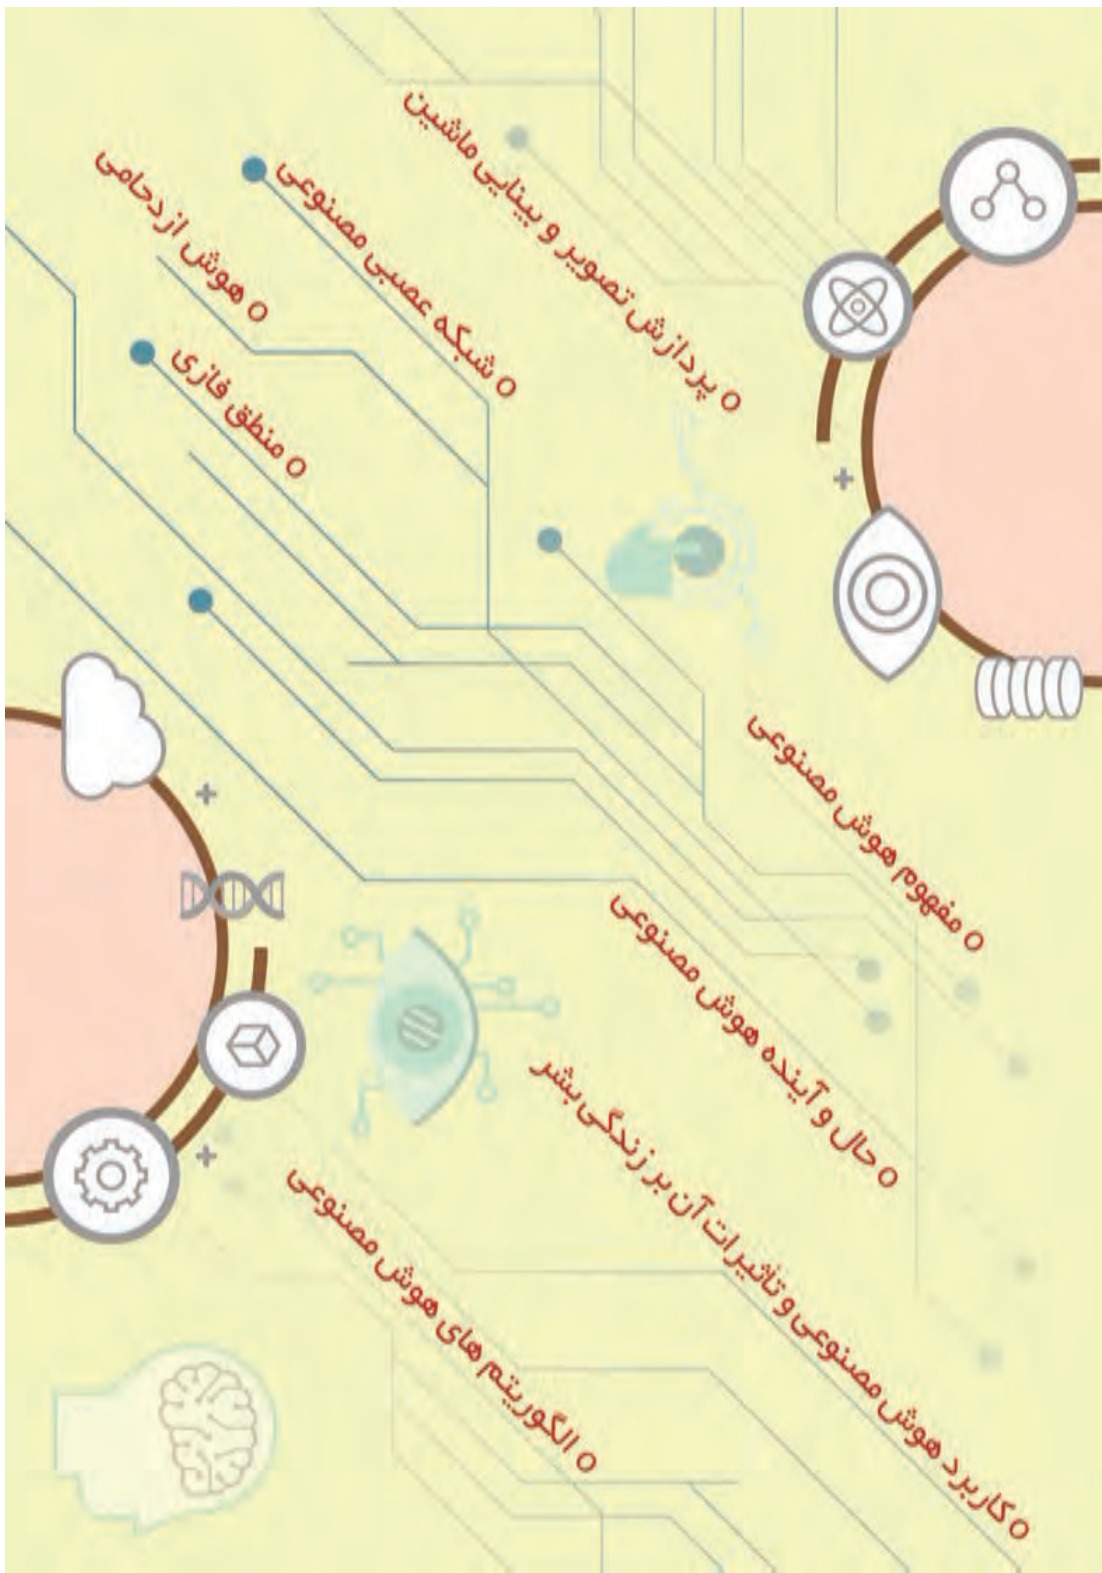 o پردازش تصویر و بینایی ماشین
o شبکه عصبی مصنوعی
o هوش ازدحامی
o منطق فازی
o مفهوم هوش مصنوعی
o حال و آینده هوش مصنوعی
o کاربرد هوش مصنوعی و تأثیرات آن بر زندگی بشر
o الگوریتم های هوش مصنوعی